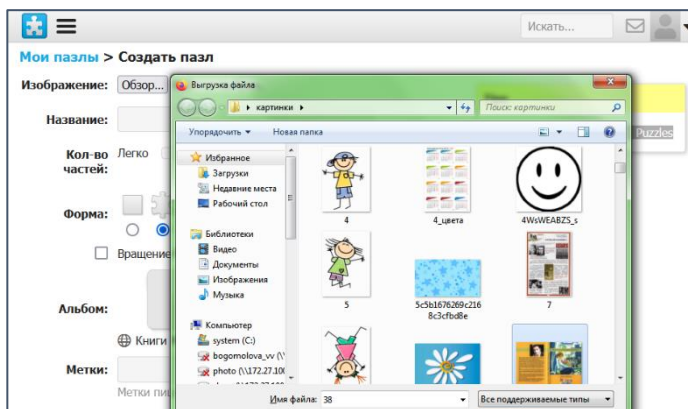 Искать...
Мои пазлы > Создать пазл
Изображение: Обзор...
Название:
Кол-во частей:
Легко
Форма:
Вращение
Альбом:
Книги
Метки:
Puzzles
Выгрузка файла
картинки
Поиск: картинки
Упорядочить
Новая папка
Избранное
Загрузки
Недавние места
Рабочий стол
Библиотеки
Видео
Документы
Изображения
Музыка
Компьютер
system (C:)
bogomolova_vv (\\
photo (\\172.27.100
4
4_цвета
4WsWEABZS_s
5
5c5b1676269c216
8c3cfbd8e
7
Имя файла: 38
Все поддерживаемые типы